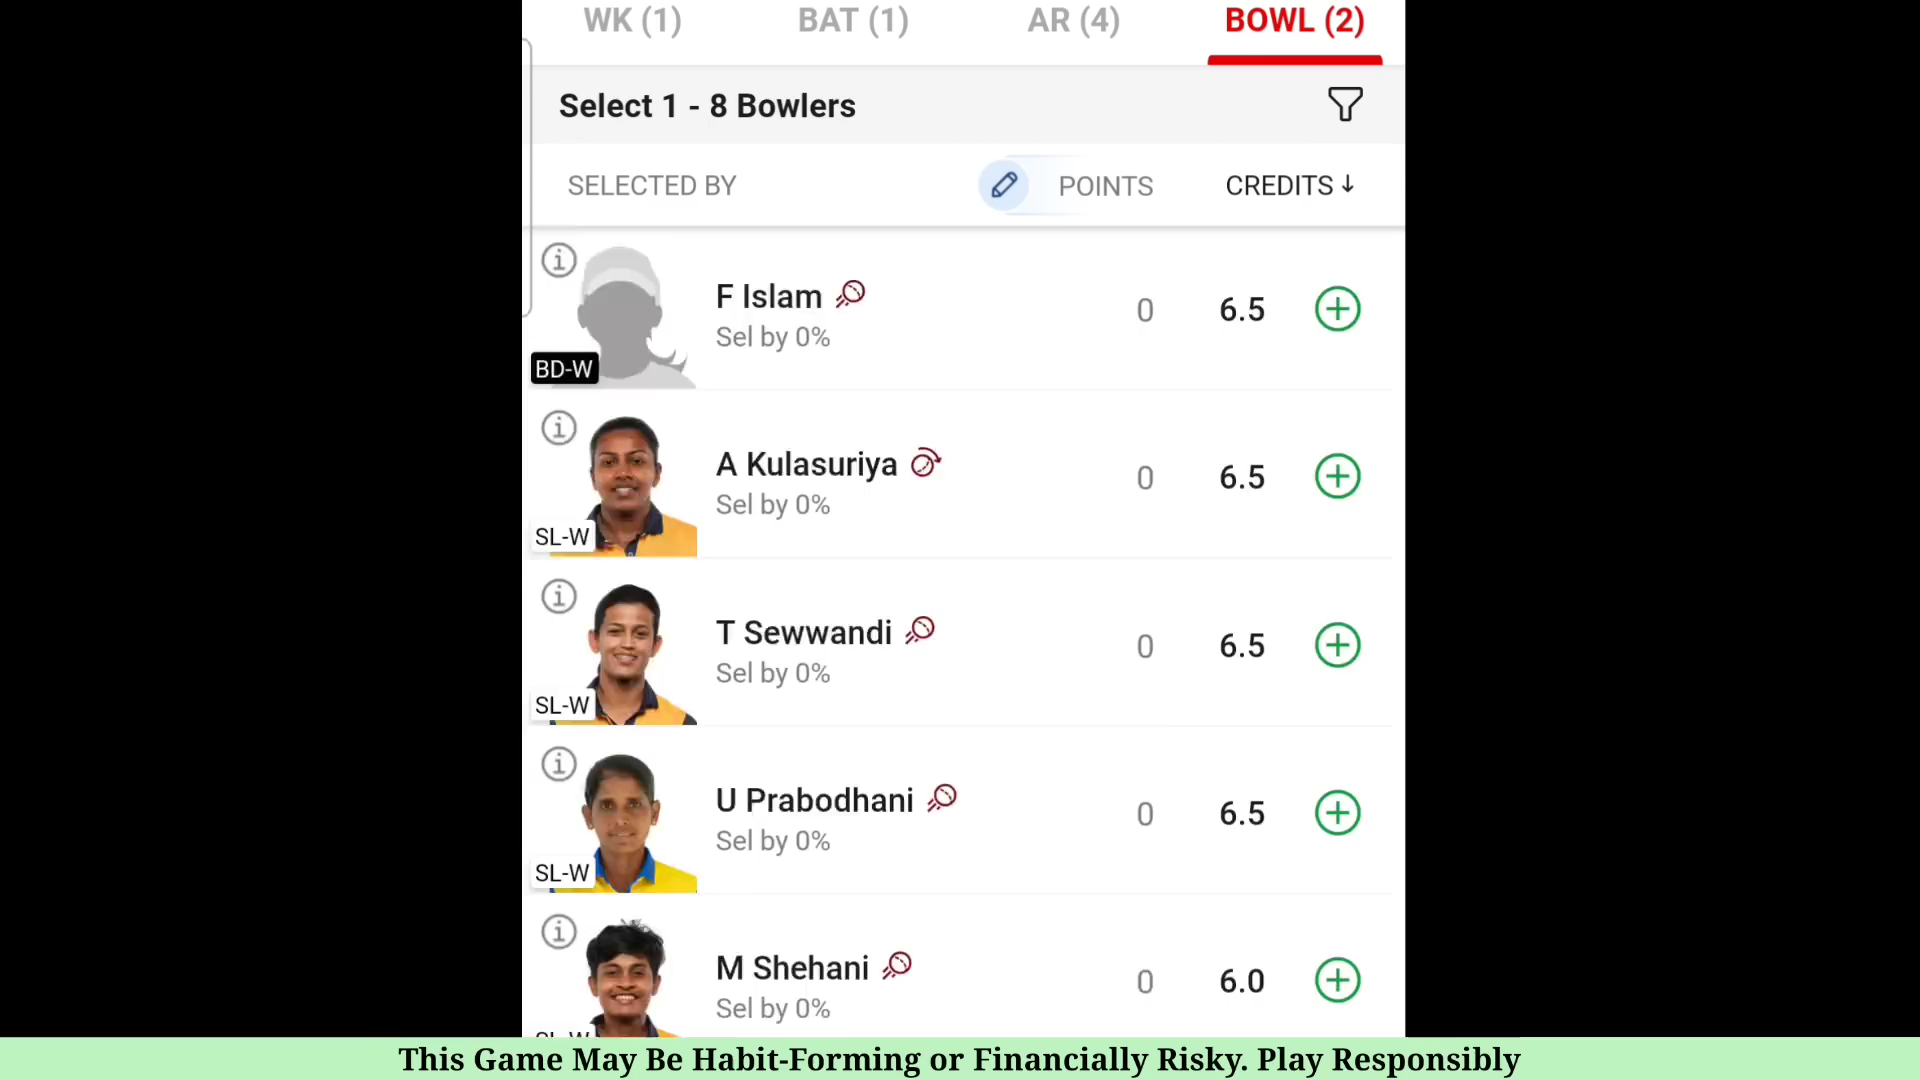 WK (1) BAT (1) AR (4) BOWL (2)
Select 1 - 8 Bowlers
SELECTED BY POINTS CREDITS↓
F Islam 0 6.5
Sel by 0%
BD-W
A Kulasuriya 0 6.5
Sel by 0%
SL-W
T Sewwandi 0 6.5
Sel by 0%
SL-W
U Prabodhani 0 6.5
Sel by 0%
SL-W
M Shehani 0 6.0
Sel by 0%
This Game May Be Habit-Forming or Financially Risky. Play Responsibly